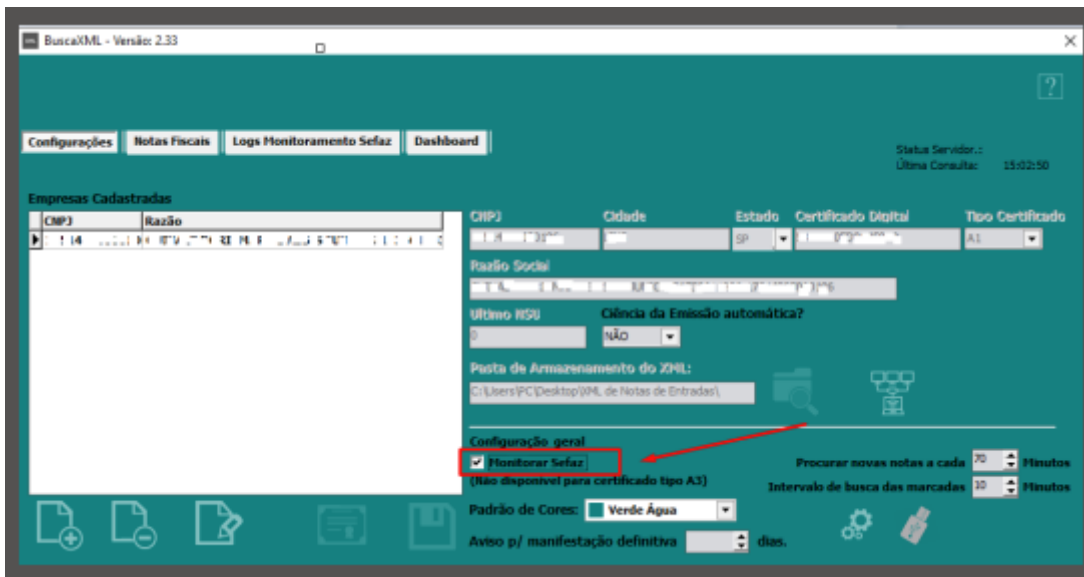 BuscaXML - Versão: 2.33
Configurações Notas Fiscais Logs Monitoramento Sefaz Dashboard
Status Servidor.:
Última Consulta: 15:02:50
Empresas Cadastradas
CNPJ Razão
CNPJ Cidade Estado Certificado Digital Tipo Certificado
SP A1
Razão Social
Ultimo NSU Ciência da Emissão automática?
0 NÃO
Pasta de Armazenamento do XML:
C:\Users\PC\Desktop\XML de Notas de Entradas\
Configuração geral
Monitorar Sefaz
Procurar novas notas a cada 70 Minutos
(Não disponível para certificado tipo A3)
Intervalo de busca das marcadas 10 Minutos
Padrão de Cores: Verde Água
Aviso p/ manifestação definitiva dias.